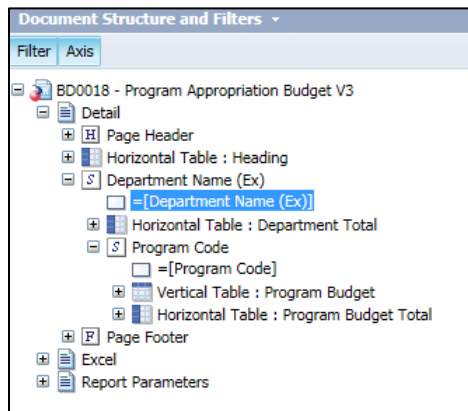 Document Structure and Filters
Filter Axis
BD0018 - Program Appropriation Budget V3
Detail
H Page Header
Horizontal Table : Heading
S Department Name (Ex)
=[Department Name (Ex)]
Horizontal Table : Department Total
S Program Code
=[Program Code]
Vertical Table : Program Budget
Horizontal Table : Program Budget Total
F Page Footer
Excel
Report Parameters